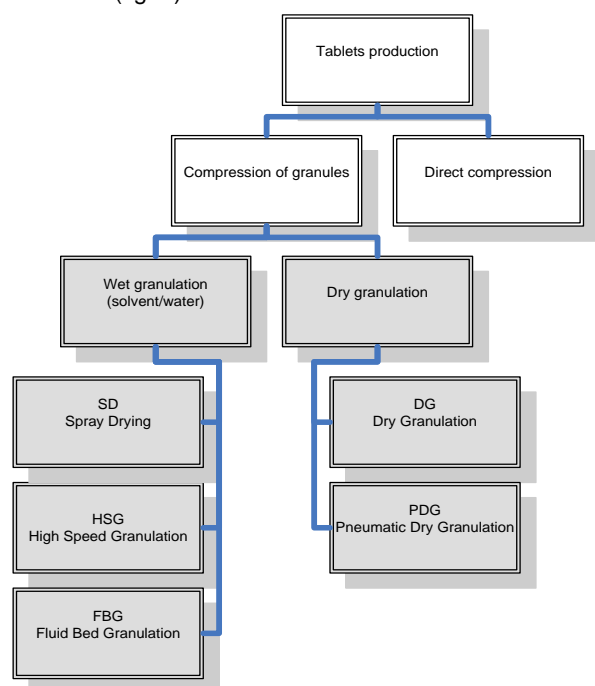 Tablets production
Compression of granules
Direct compression
Wet granulation
(solvent/water)
Dry granulation
SD
Spray Drying
DG
Dry Granulation
HSG
High Speed Granulation
PDG
Pneumatic Dry Granulation
FBG
Fluid Bed Granulation